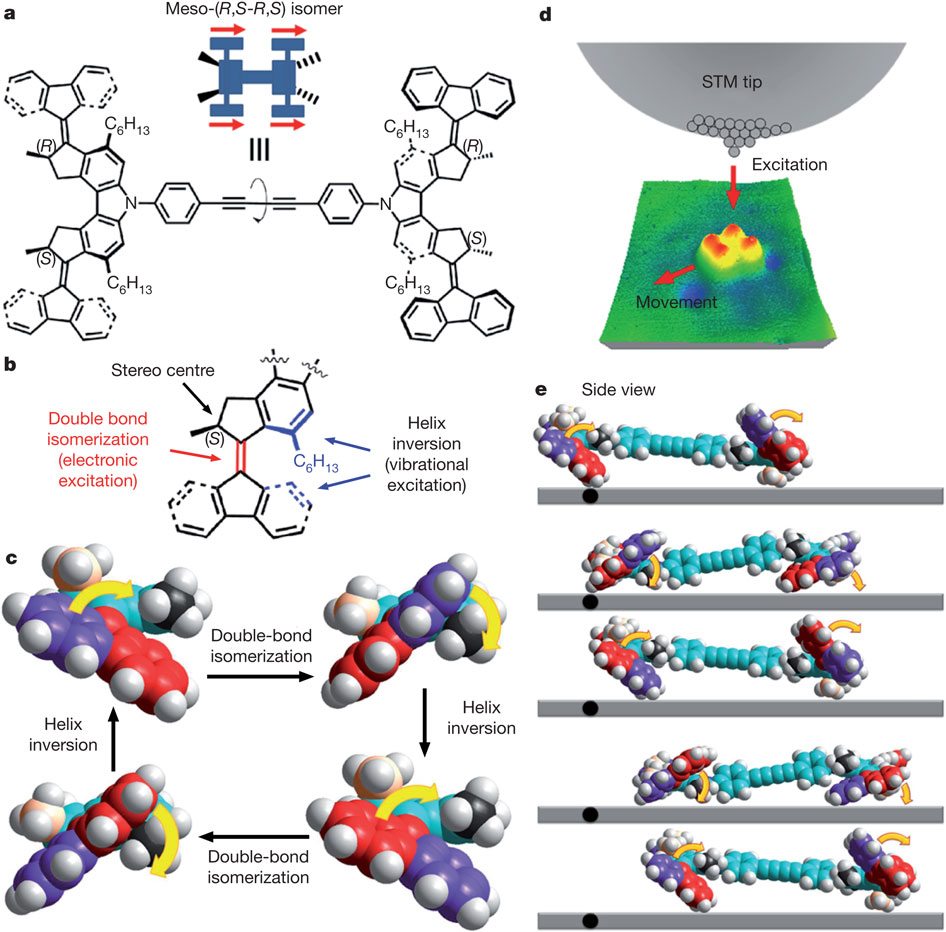 a
Meso-(R,S-R,S) isomer
C6H13
(R)
(S)
C6H13
N
N
C6H13
(R)
(S)
C6H13
b
Stereo centre
Double bond
isomerization
(electronic
excitation)
(S)
C6H13
Helix
inversion
(vibrational
excitation)
c
Double-bond
isomerization
Helix
inversion
Helix
inversion
Double-bond
isomerization
d
STM tip
Excitation
Movement
e
Side view